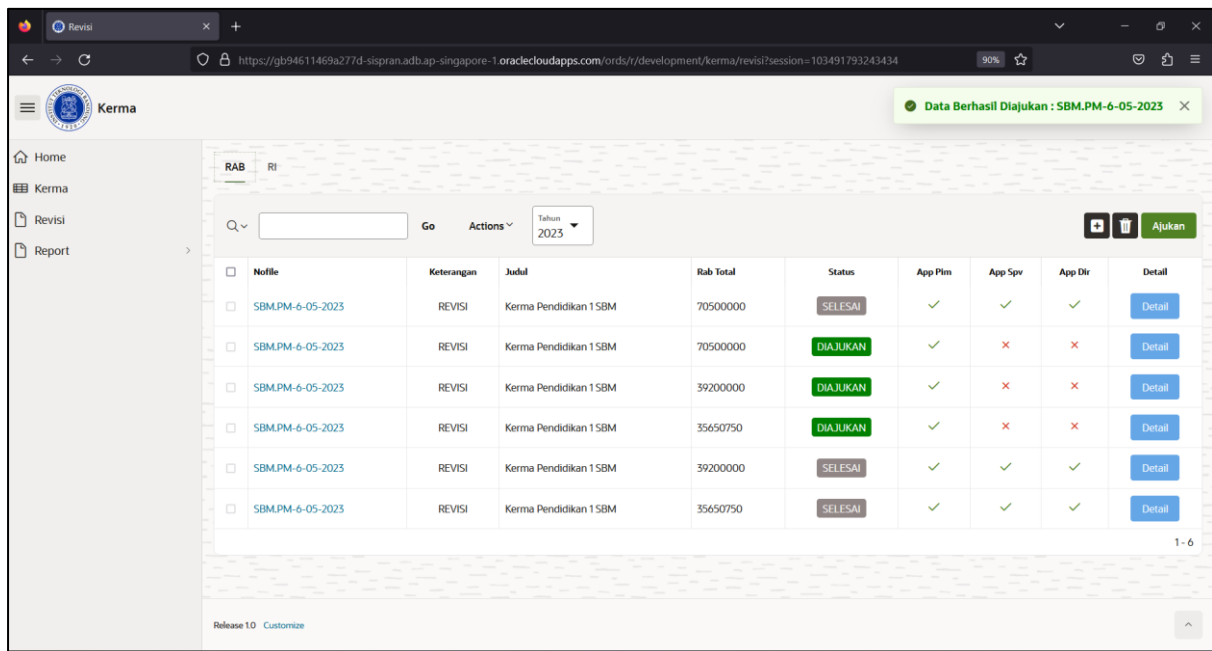 Revisi
https://gb94611469a277d-sispran.adb.ap-singapore-1.oraclecloudapps.com/ords/r/development/kerma/revisi?session=103491793243434
90%
INSTITUT TEKNOLOGI BANDUNG
1920
Kerma
Data Berhasil Diajukan : SBM.PM-6-05-2023
Home
Kerma
Revisi
Report
RAB RI
Go Actions Tahun 2023 Ajukan
Nofile Keterangan Judul Rab Total Status App Pim App Spv App Dir Detail
SBM.PM-6-05-2023 REVISI Kerma Pendidikan 1 SBM 70500000 SELESAI Detail
SBM.PM-6-05-2023 REVISI Kerma Pendidikan 1 SBM 70500000 DIAJUKAN Detail
SBM.PM-6-05-2023 REVISI Kerma Pendidikan 1 SBM 39200000 DIAJUKAN Detail
SBM.PM-6-05-2023 REVISI Kerma Pendidikan 1 SBM 35650750 DIAJUKAN Detail
SBM.PM-6-05-2023 REVISI Kerma Pendidikan 1 SBM 39200000 SELESAI Detail
SBM.PM-6-05-2023 REVISI Kerma Pendidikan 1 SBM 35650750 SELESAI Detail
1 - 6
Release 1.0 Customize